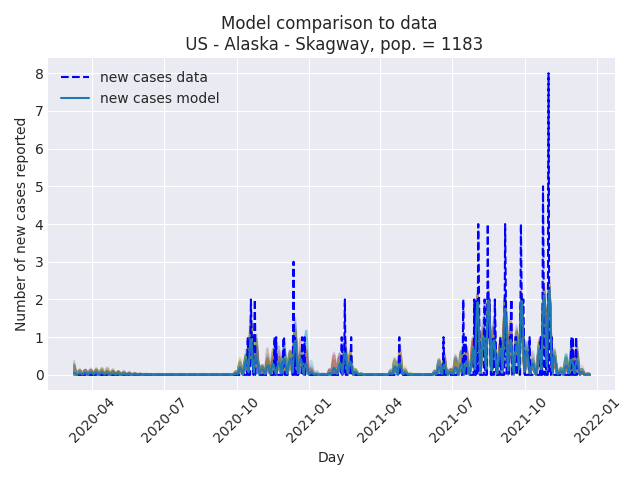 Model comparison to data
US - Alaska - Skagway, pop. = 1183
new cases data
new cases model
Number of new cases reported
8
7
6
5
4
3
2
1
0
2020-04
2020-07
2020-10
2021-01
2021-04
2021-07
2021-10
2022-01
Day